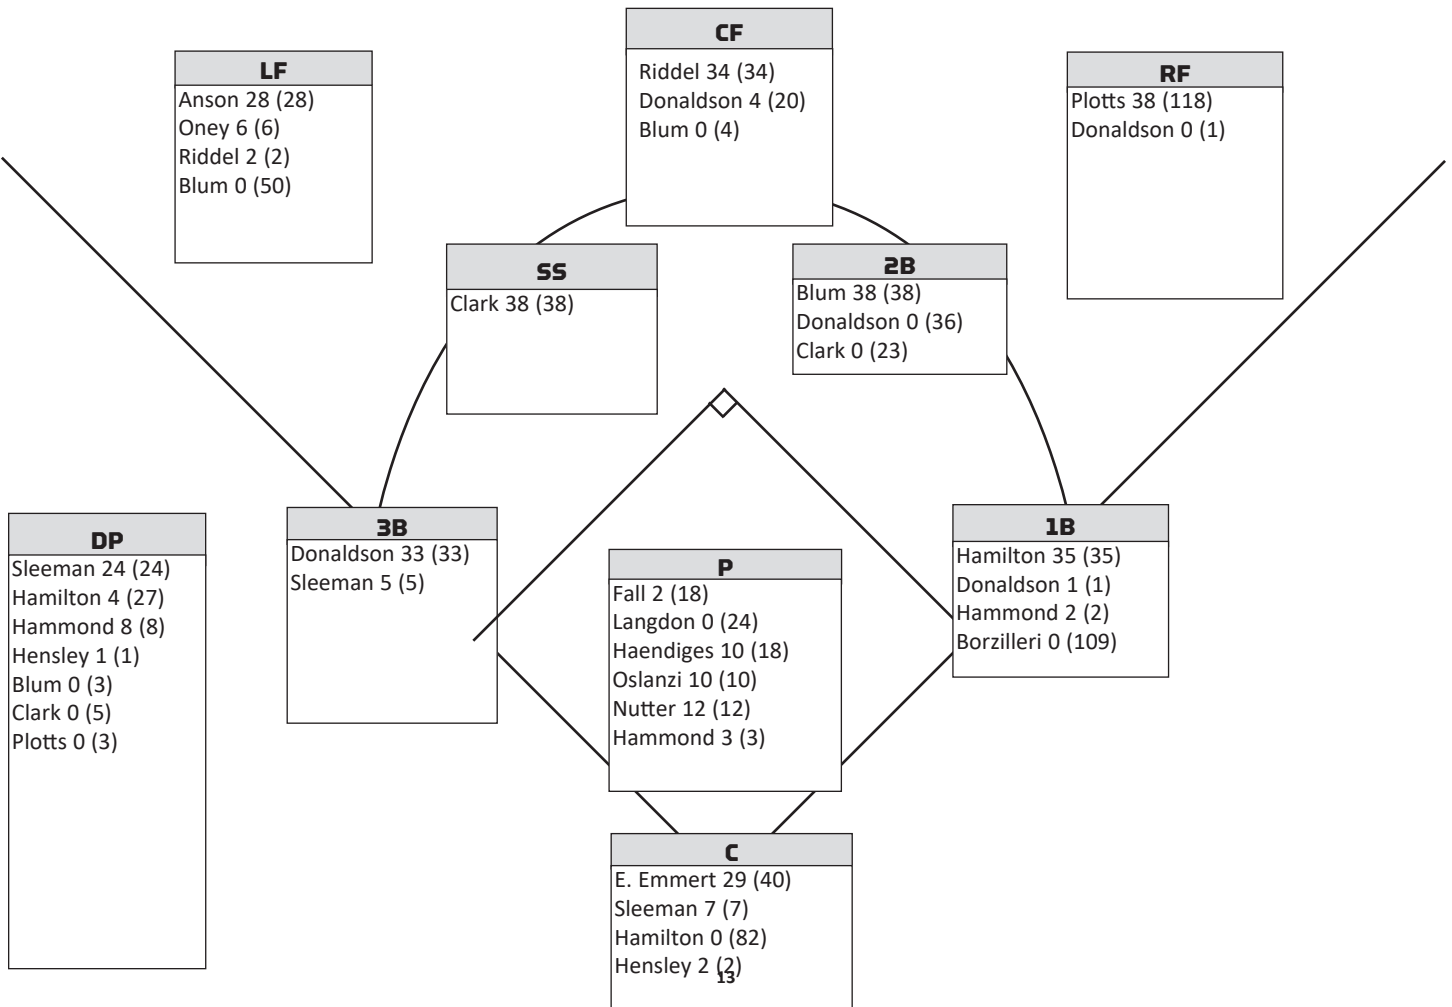 CF
Riddel 34 (34)
Donaldson 4 (20)
Blum 0 (4)
LF
Anson 28 (28)
Oney 6 (6)
Riddel 2 (2)
Blum 0 (50)
RF
Plotts 38 (118)
Donaldson 0 (1)
SS
Clark 38 (38)
2B
Blum 38 (38)
Donaldson 0 (36)
Clark 0 (23)
DP
Sleeman 24 (24)
Hamilton 4 (27)
Hammond 8 (8)
Hensley 1 (1)
Blum 0 (3)
Clark 0 (5)
Plotts 0 (3)
3B
Donaldson 33 (33)
Sleeman 5 (5)
P
Fall 2 (18)
Langdon 0 (24)
Haendiges 10 (18)
Oslanzi 10 (10)
Nutter 12 (12)
Hammond 3 (3)
1B
Hamilton 35 (35)
Donaldson 1 (1)
Hammond 2 (2)
Borzilleri 0 (109)
C
E. Emmert 29 (40)
Sleeman 7 (7)
Hamilton 0 (82)
Hensley 2 (2)
13